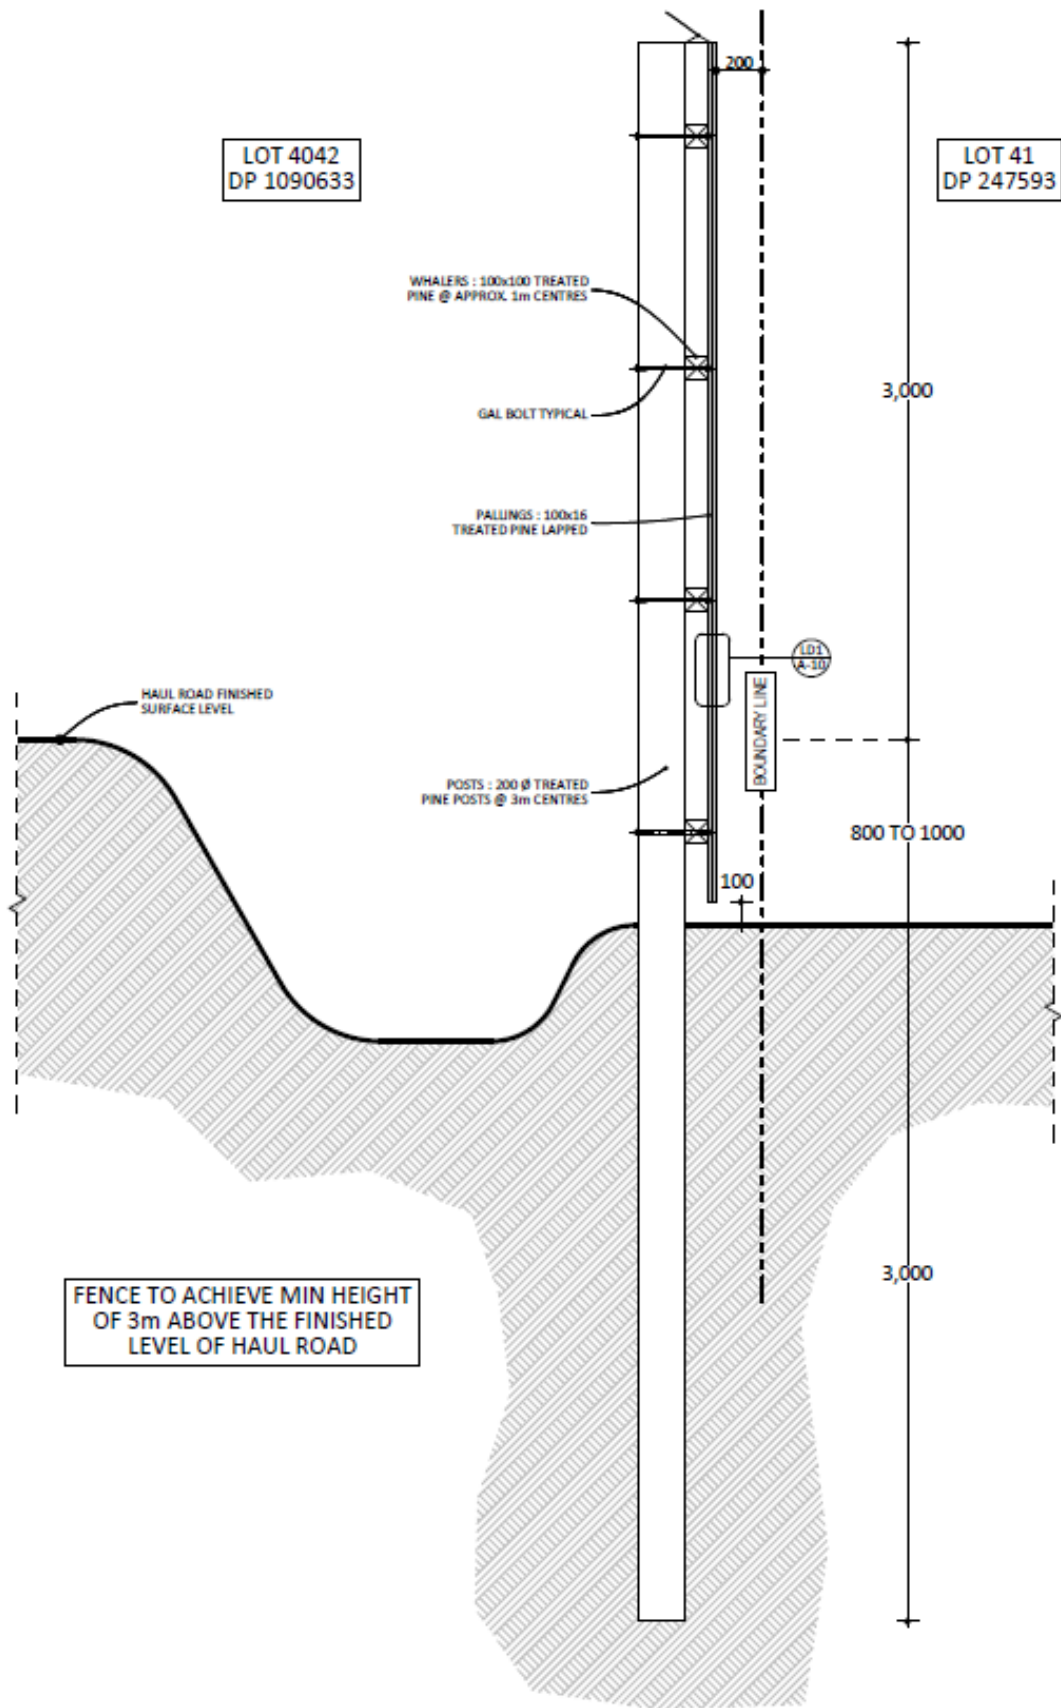 200
LOT 4042
DP 1090633
LOT 41
DP 247593
WHALERS : 100x100 TREATED
PINE @ APPROX. 1m CENTRES
3,000
GAL BOLT TYPICAL
PALLINGS : 100x16
TREATED PINE LAPPED
LD1
A-10
HAUL ROAD FINISHED
SURFACE LEVEL
BOUNDARY LINE
POSTS : 200 Ø TREATED
PINE POSTS @ 3m CENTRES
800 TO 1000
100
3,000
FENCE TO ACHIEVE MIN HEIGHT
OF 3m ABOVE THE FINISHED
LEVEL OF HAUL ROAD